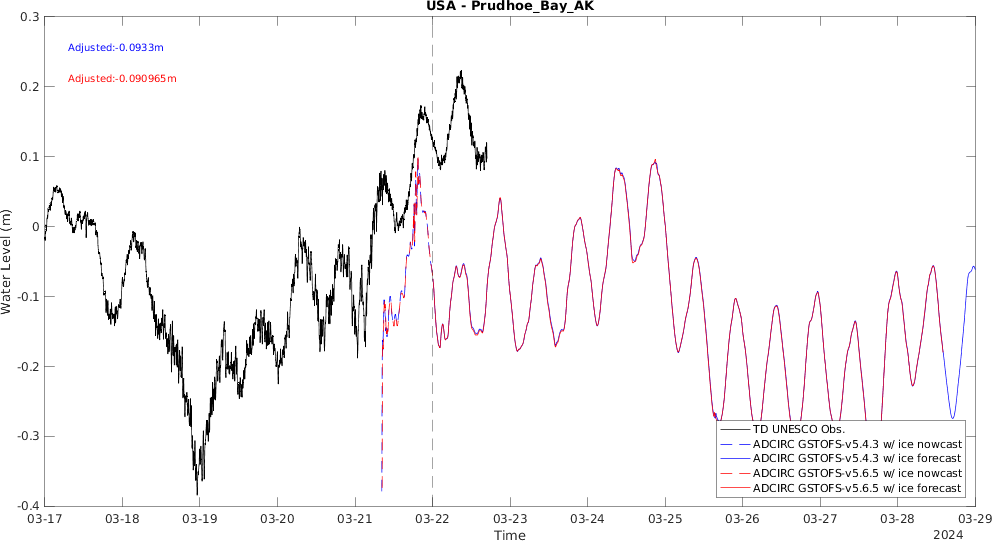 USA - Prudhoe_Bay_AK
0.3
Adjusted:-0.0933m
Adjusted:-0.090965m
0.2
0.1
0
-0.1
-0.2
-0.3
-0.4
Water Level (m)
TD UNESCO Obs.
ADCIRC GSTOFS-v5.4.3 w/ ice nowcast
ADCIRC GSTOFS-v5.4.3 w/ ice forecast
ADCIRC GSTOFS-v5.6.5 w/ ice nowcast
ADCIRC GSTOFS-v5.6.5 w/ ice forecast
03-17 03-18 03-19 03-20 03-21 03-22 03-23 03-24 03-25 03-26 03-27 03-28 03-29
Time
2024